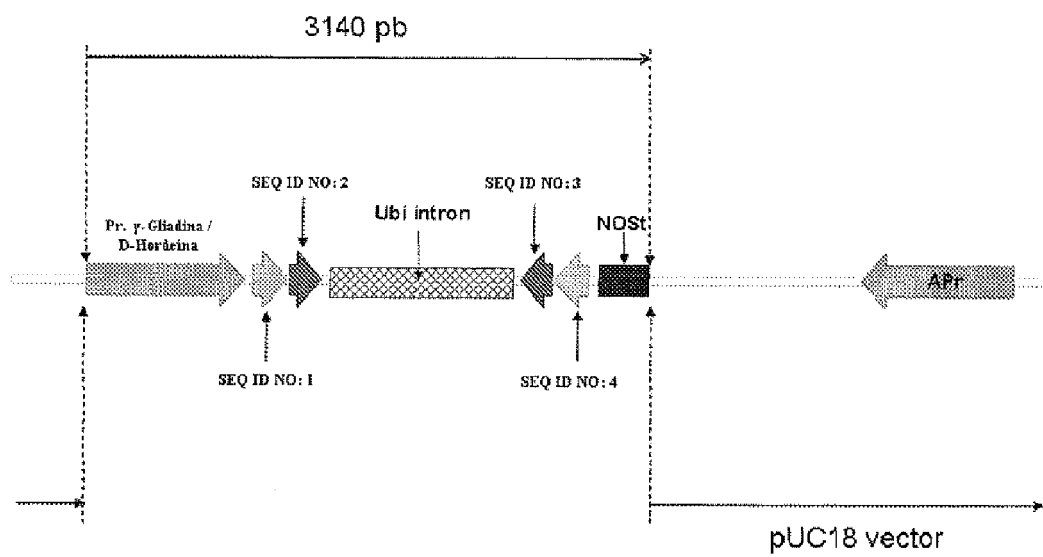 3140 pb
SEQ ID NO: 2
SEQ ID NO: 3
Pr. γ-Gliadina /
D-Hordeina
Ubi intron
NOSt
APr
SEQ ID NO: 1
SEQ ID NO: 4
pUC18 vector